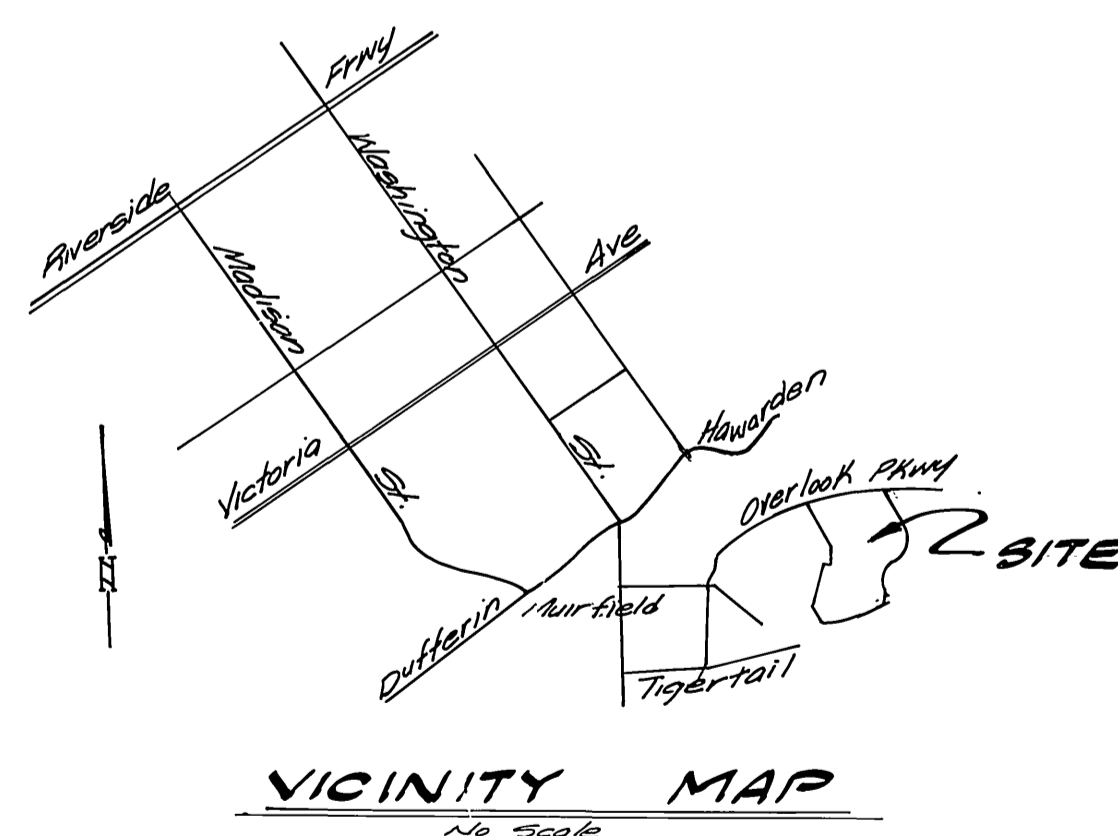 Riverside Frwy
Washington St.
Madison St.
Victoria Ave
Hawarden
Overlook PKwy
SITE
N
Dufferin
Muirfield
Tigertail
VICINITY MAP
No Scale